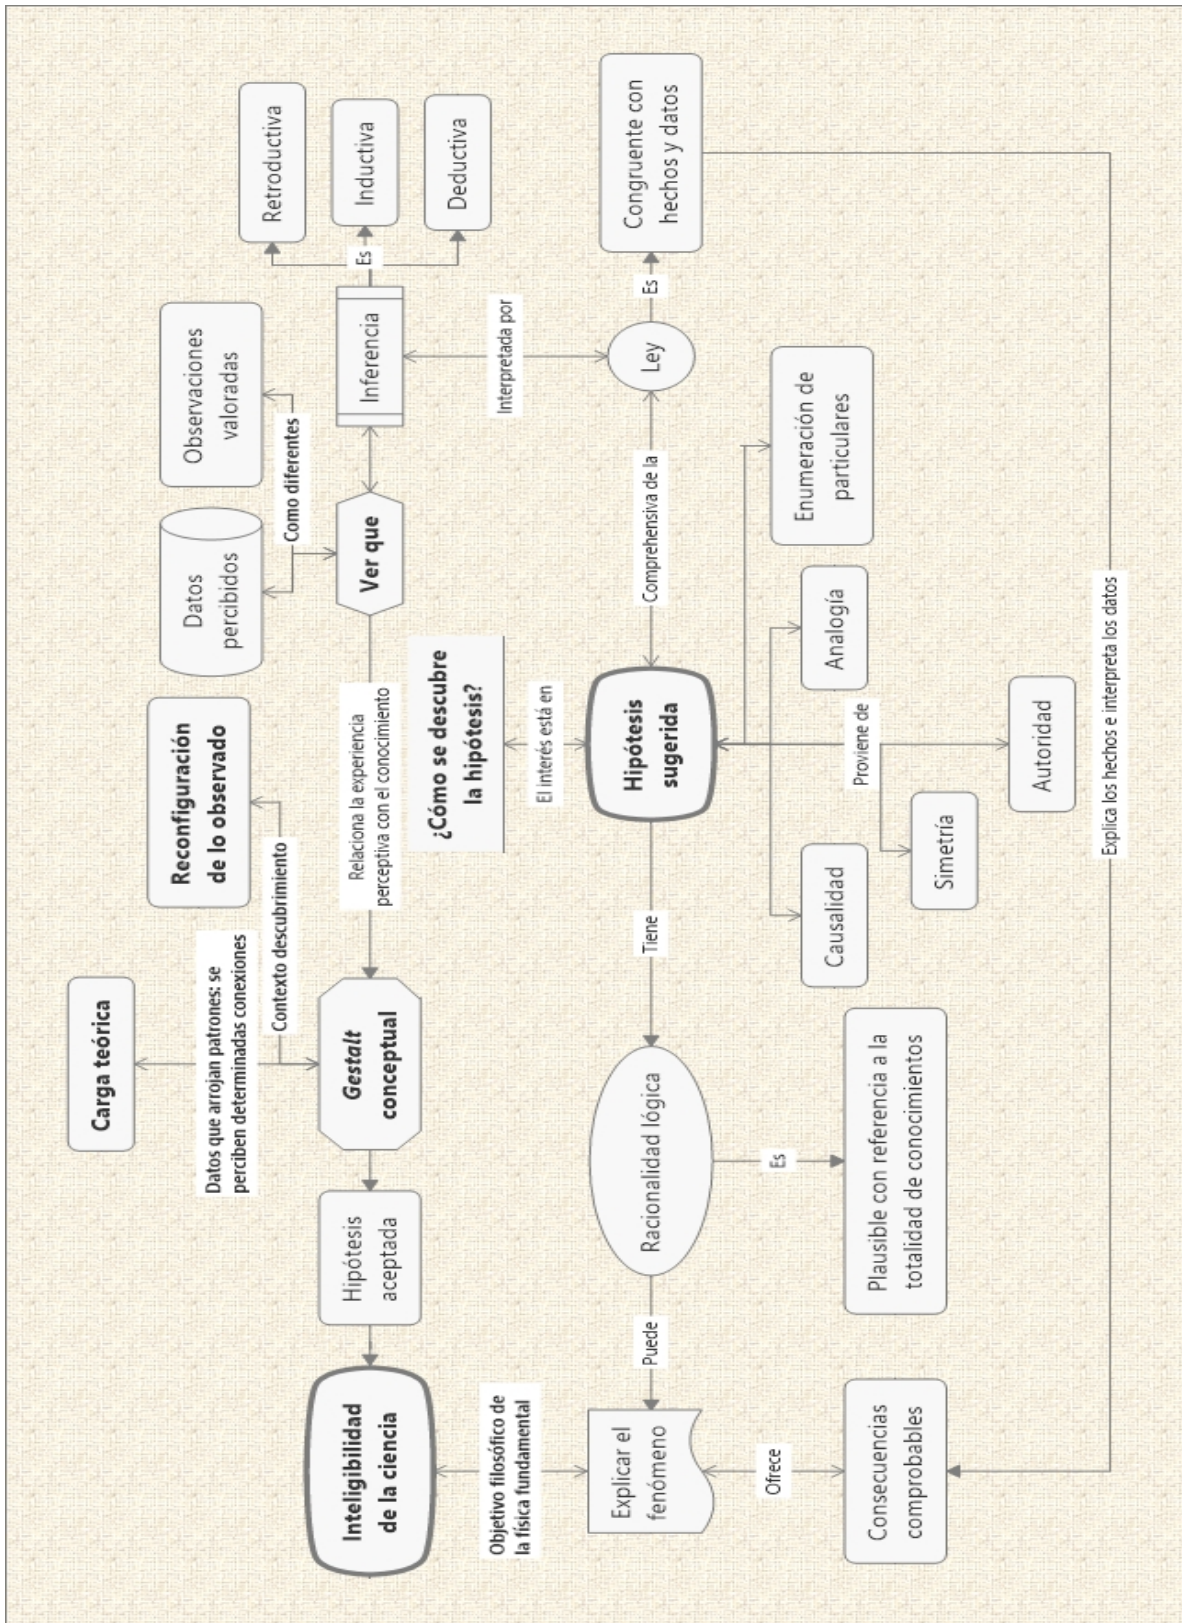 Inteligibilidad
de la ciencia
Hipótesis
aceptada
Gestalt
conceptual
Carga teórica
Datos que arrojan patrones: se
perciben determinadas conexiones
Contexto descubrimiento
Reconfiguración
de lo observado
Relaciona la experiencia
perceptiva con el conocimiento
Ver que
Datos
percibidos
Como diferentes
Observaciones
valoradas
Inferencia
Es
Retroductiva
Inductiva
Deductiva
Objetivo filosófico de
la física fundamental
¿Cómo se descubre
la hipótesis?
El interés está en
Interpretada por
Explicar el
fenómeno
Puede
Racionalidad lógica
Tiene
Hipótesis
sugerida
Comprehensiva de la
Ley
Es
Congruente con
hechos y datos
Ofrece
Es
Proviene de
Consecuencias
comprobables
Plausible con referencia a la
totalidad de conocimientos
Causalidad
Analogía
Enumeración de
particulares
Simetría
Autoridad
Explica los hechos e interpreta los datos